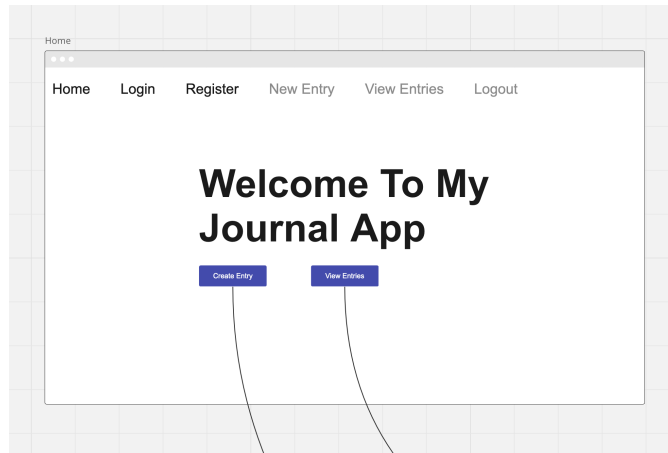 Home
Home Login Register New Entry View Entries Logout
Welcome To My
Journal App
Create Entry View Entries